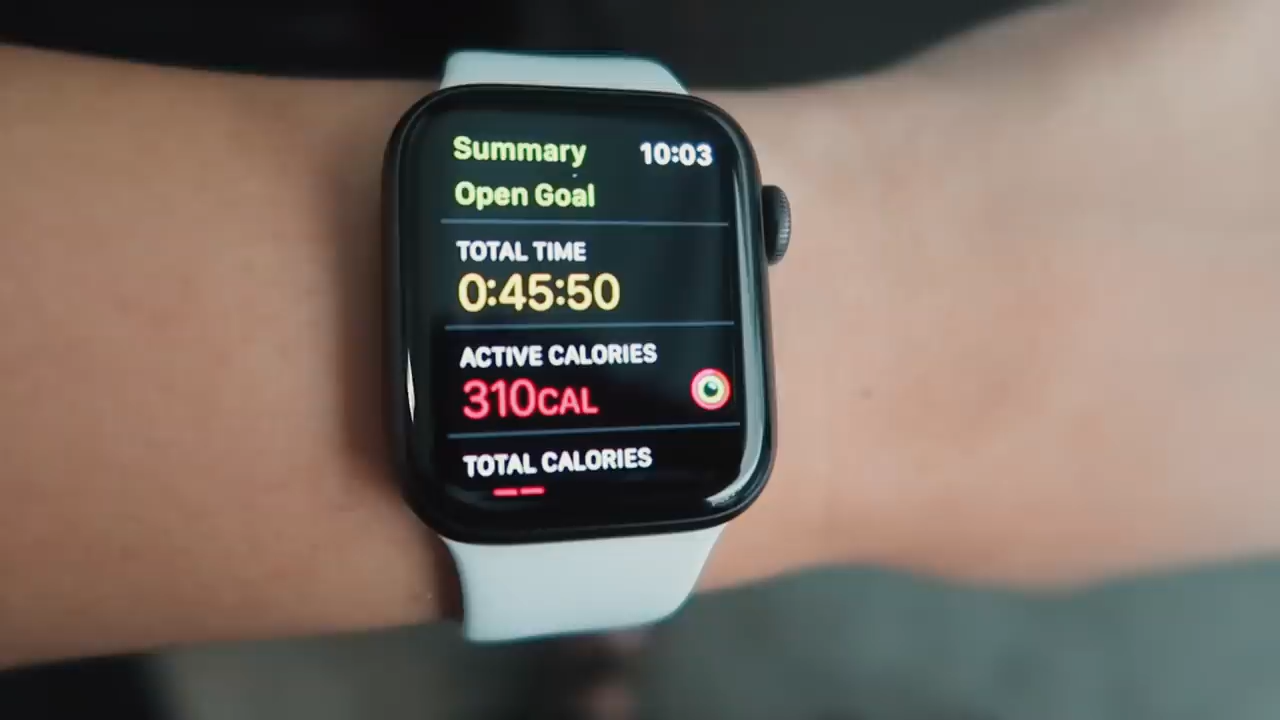 Summary 10:03
Open Goal
TOTAL TIME
0:45:50
ACTIVE CALORIES
310CAL
TOTAL CALORIES